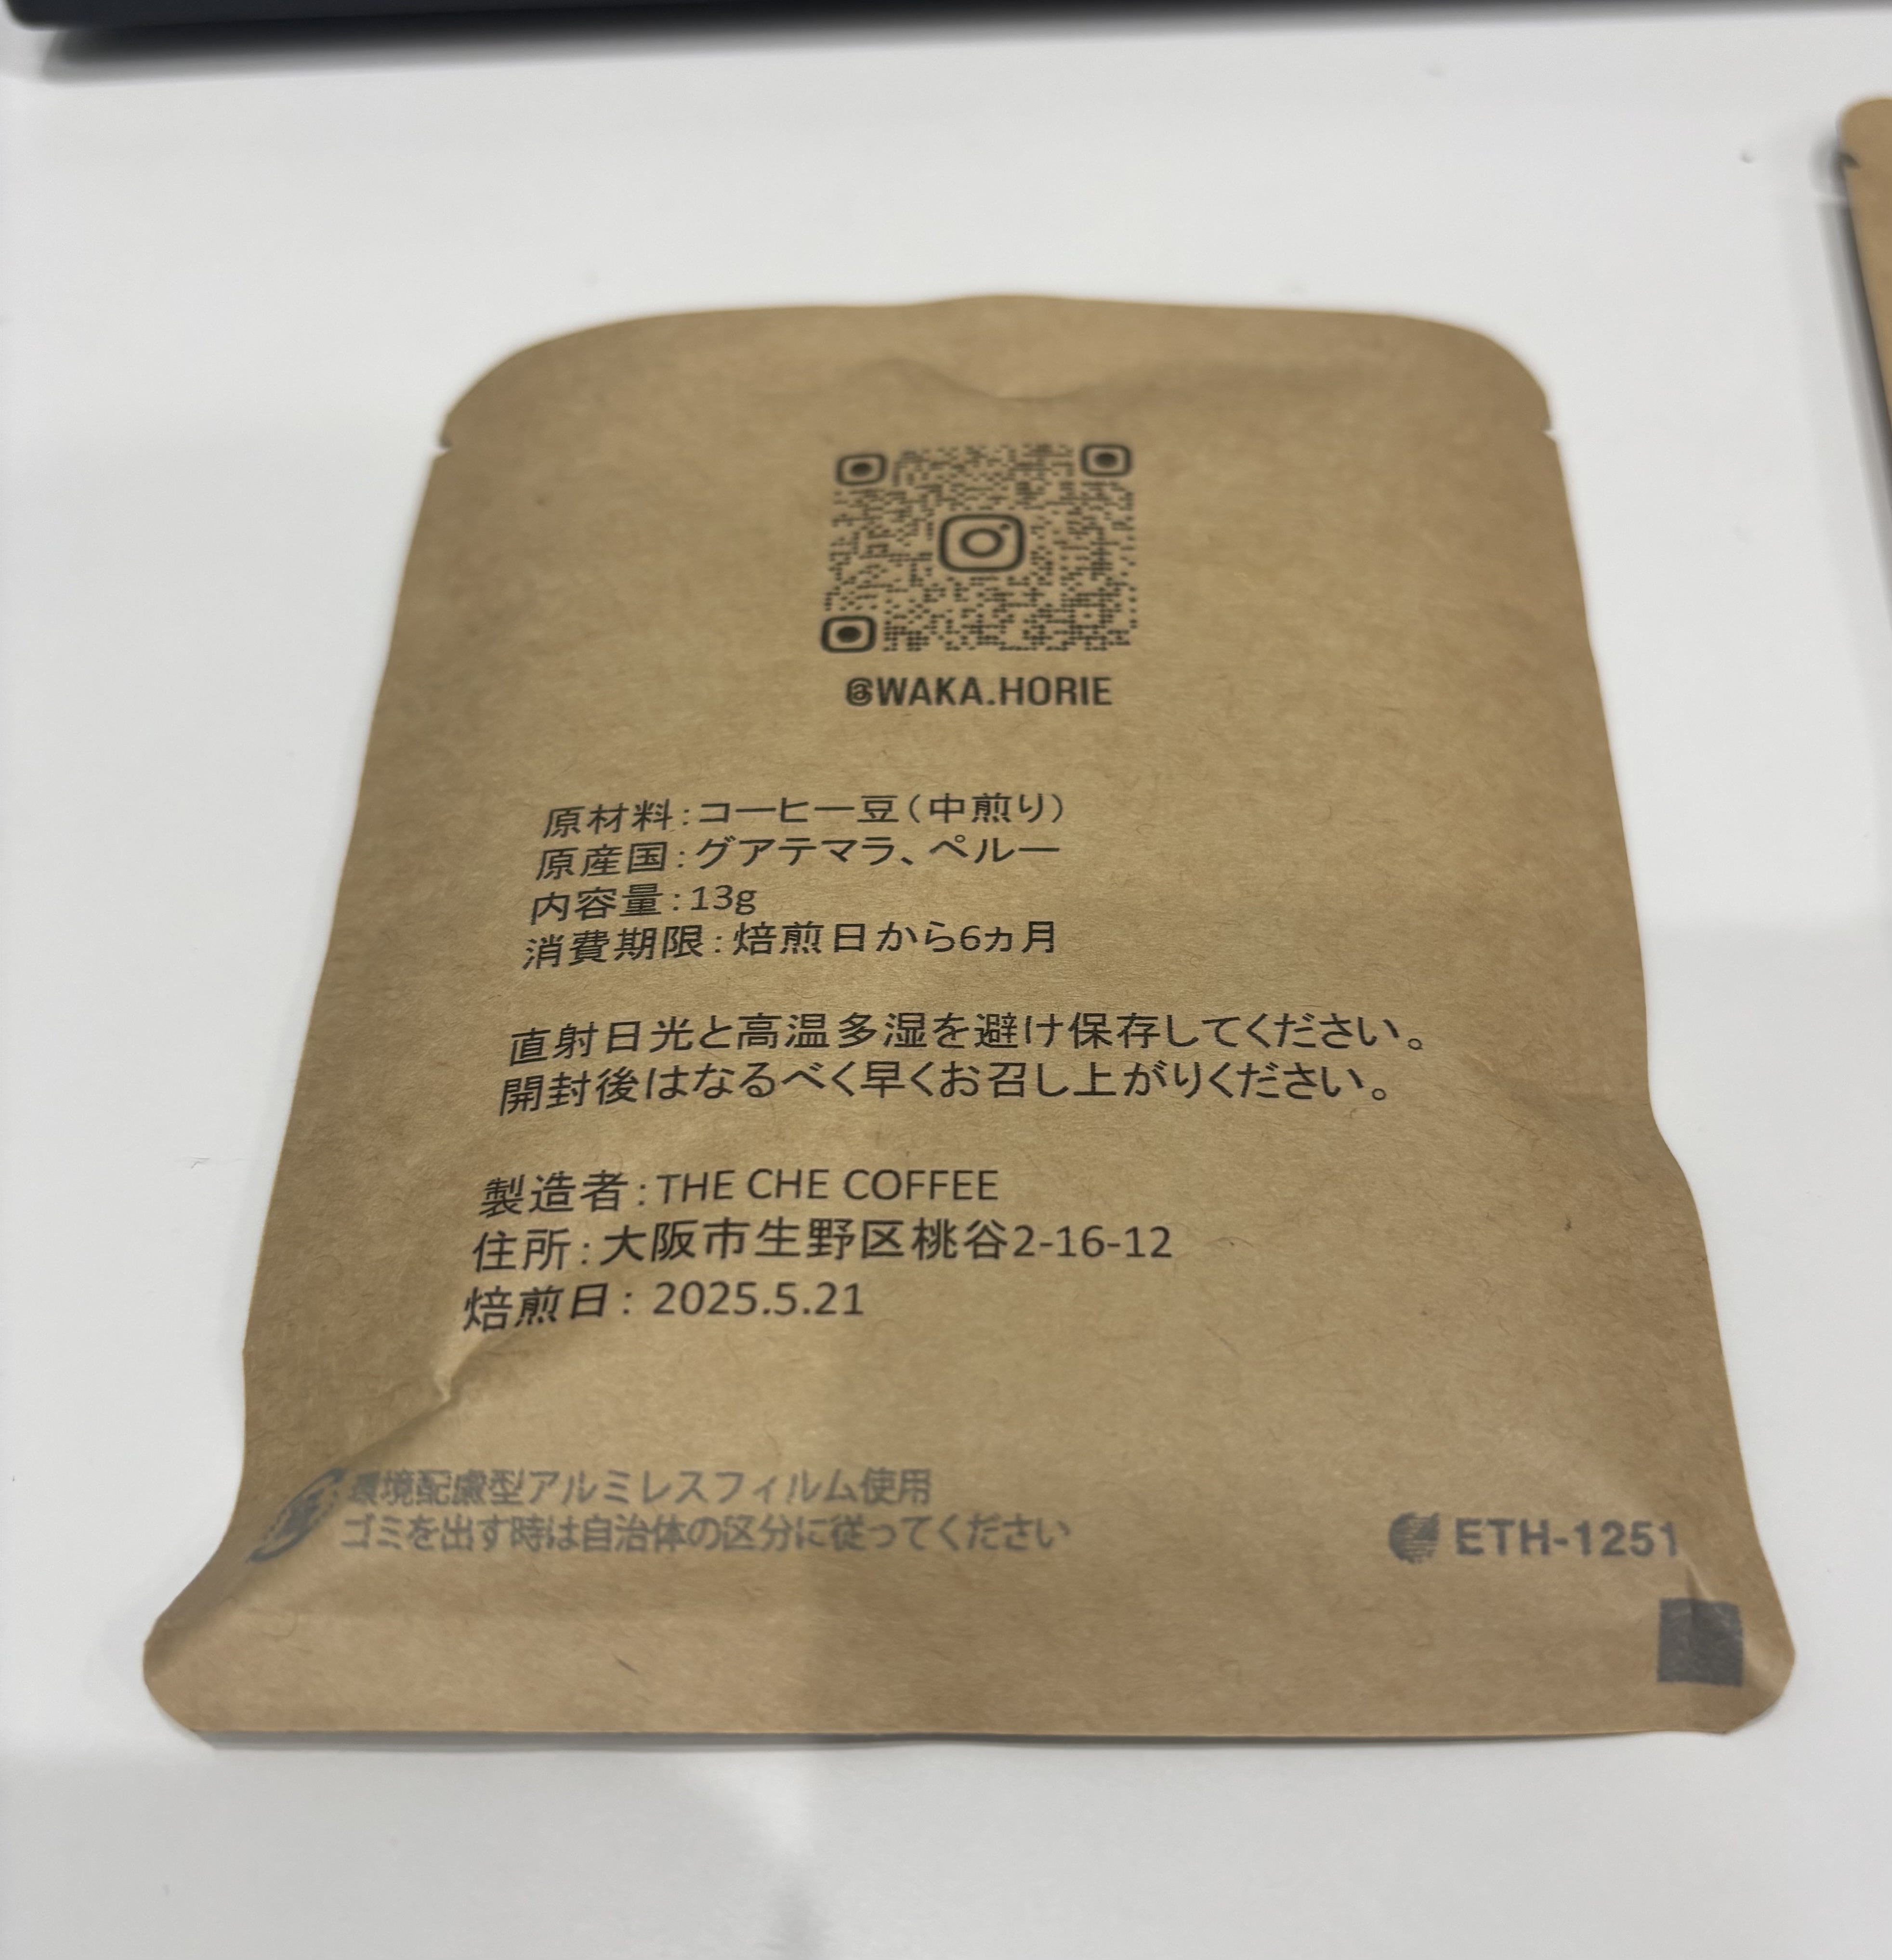 @WAKA.HORIE
原材料：コーヒー豆（中煎り）
原産国：グアテマラ、ペルー
内容量：13g
消費期限：焙煎日から6ヵ月
直射日光と高温多湿を避け保存してください。
開封後はなるべく早くお召し上がりください。
製造者：THE CHE COFFEE
住所：大阪市生野区桃谷2-16-12
焙煎日：2025.5.21
環境配慮型アルミレスフィルム使用
ゴミを出す時は自治体の区分に従ってください
ETH-1251